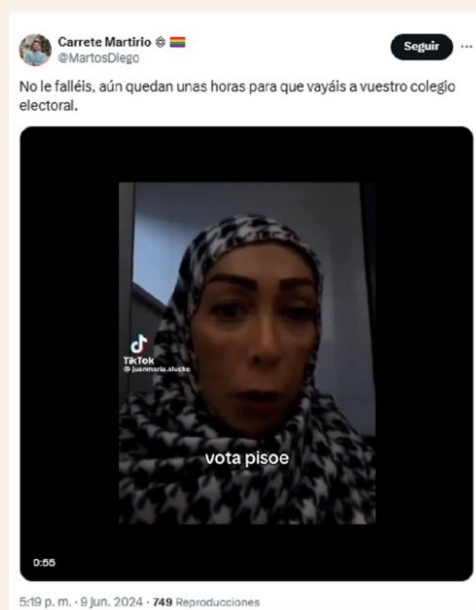 Carrete Martirio
Seguir
@MartosDiego
No le falléis, aún quedan unas horas para que vayáis a vuestro colegio
electoral.
TikTok
@juanmaria.aluche
vota pisoe
0:55
5:19 p. m. · 9 jun. 2024 · 749 Reproducciones